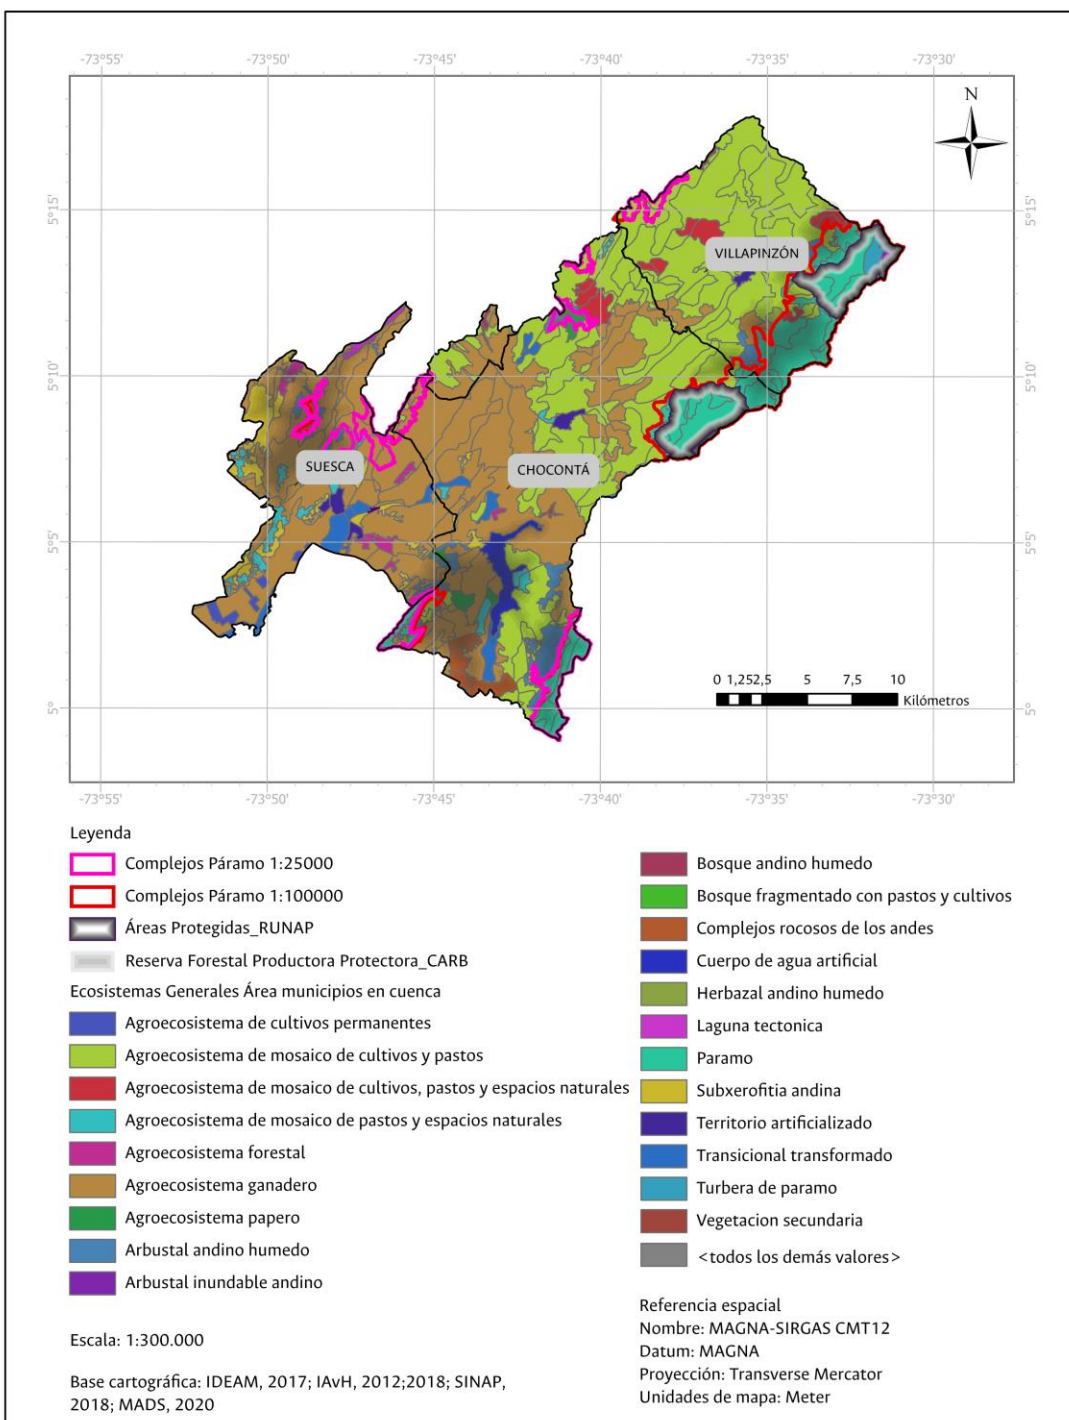 -73°55'
-73°50'
-73°45'
-73°40'
-73°35'
-73°30'
N
5°15'
5°15'
VILLAPINZÓN
5°10'
5°10'
SUESCA
CHOCONTÁ
5°5'
5°5'
0 1,252,5 5 7,5 10
Kilómetros
5°
5°
-73°55'
-73°50'
-73°45'
-73°40'
-73°35'
-73°30'
Leyenda
Complejos Páramo 1:25000
Complejos Páramo 1:100000
Áreas Protegidas_RUNAP
Reserva Forestal Productora Protectora_CARB
Ecosistemas Generales Área municipios en cuenca
Agroecosistema de cultivos permanentes
Agroecosistema de mosaico de cultivos y pastos
Agroecosistema de mosaico de cultivos, pastos y espacios naturales
Agroecosistema de mosaico de pastos y espacios naturales
Agroecosistema forestal
Agroecosistema ganadero
Agroecosistema papero
Arbustal andino humedo
Arbustal inundable andino
Bosque andino humedo
Bosque fragmentado con pastos y cultivos
Complejos rocosos de los andes
Cuerpo de agua artificial
Herbazal andino humedo
Laguna tectonica
Paramo
Subxerofitia andina
Territorio artificializado
Transicional transformado
Turbera de paramo
Vegetacion secundaria
<todos los demás valores>
Escala: 1:300.000
Base cartográfica: IDEAM, 2017; IAvH, 2012;2018; SINAP,
2018; MADS, 2020
Referencia espacial
Nombre: MAGNA-SIRGAS CMT12
Datum: MAGNA
Proyección: Transverse Mercator
Unidades de mapa: Meter